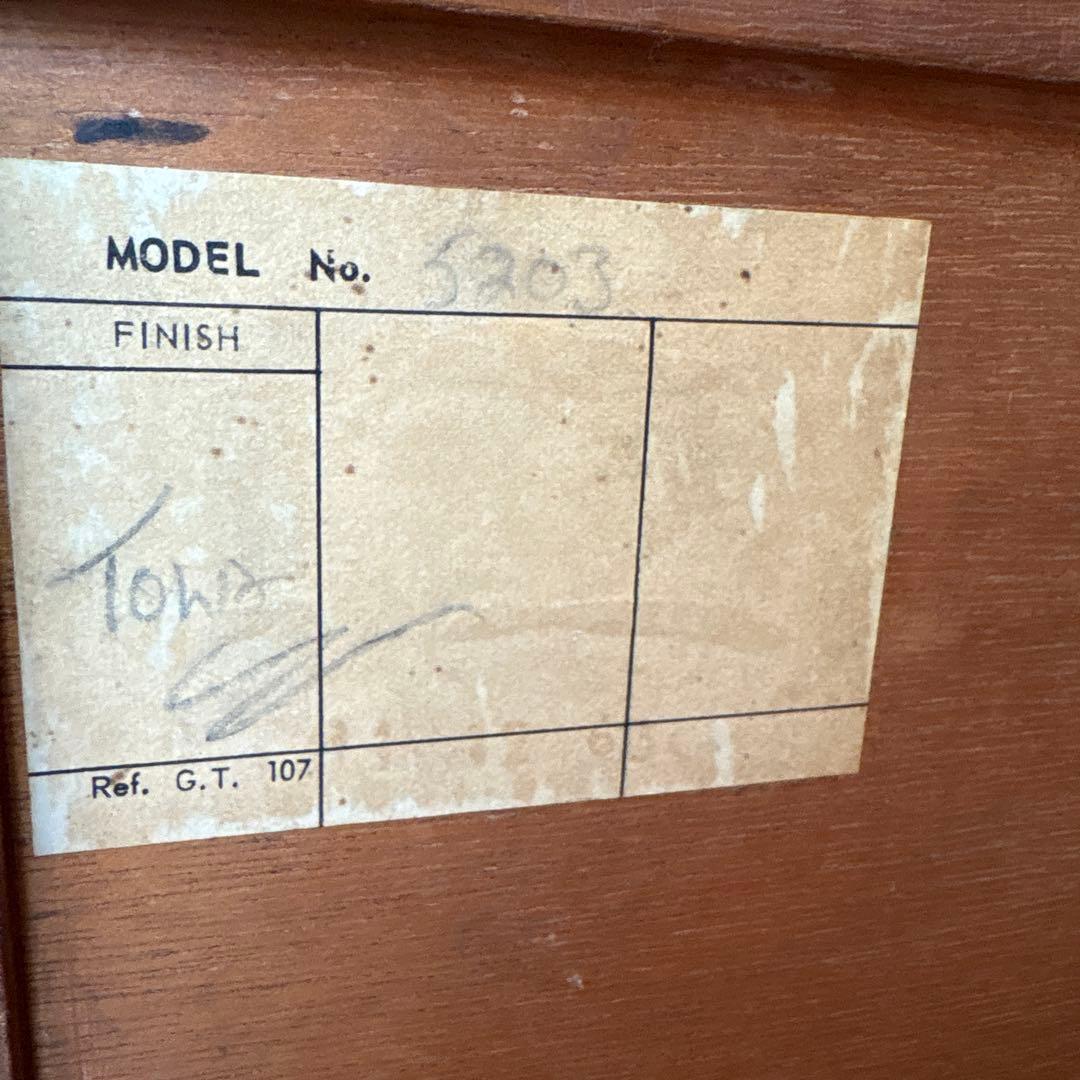 MODEL No. 5203
FINISH
Ref. G.T. 107